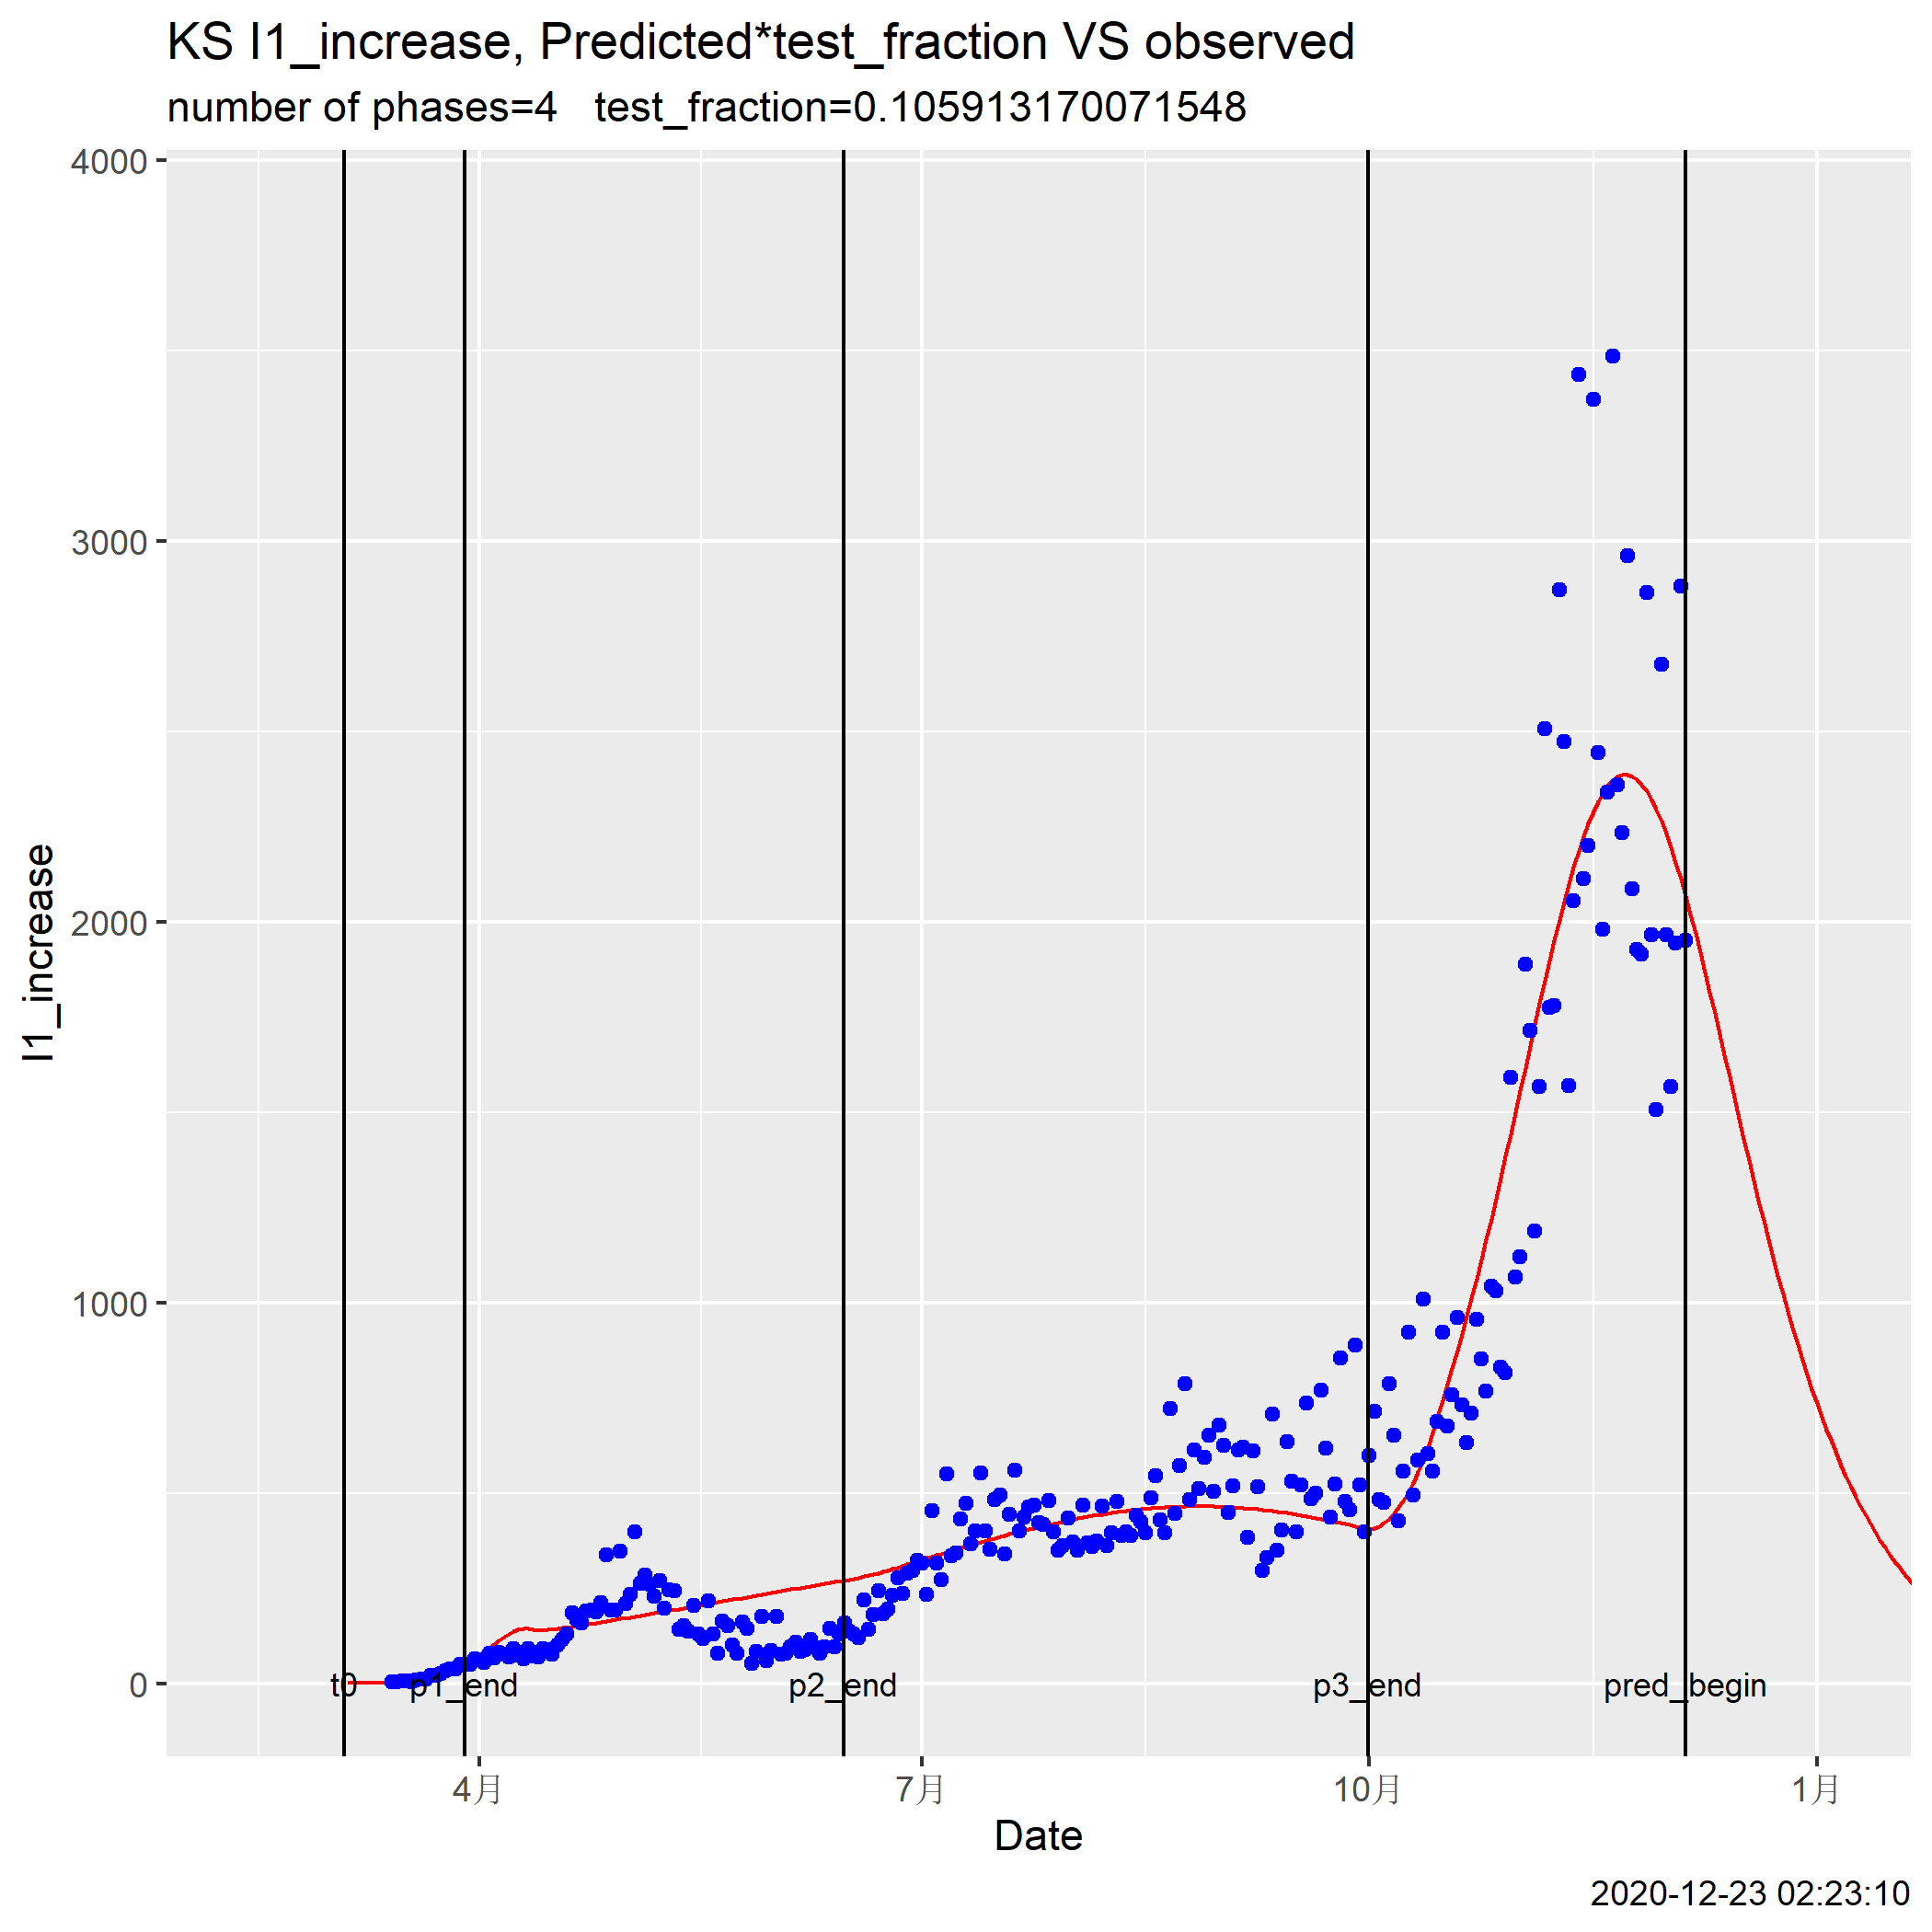 KS I1_increase, Predicted*test_fraction VS observed
number of phases=4   test_fraction=0.105913170071548
4000
3000
2000
1000
0
I1_increase
t0
p1_end
p2_end
p3_end
pred_begin
4月
7月
10月
1月
Date
2020-12-23 02:23:10